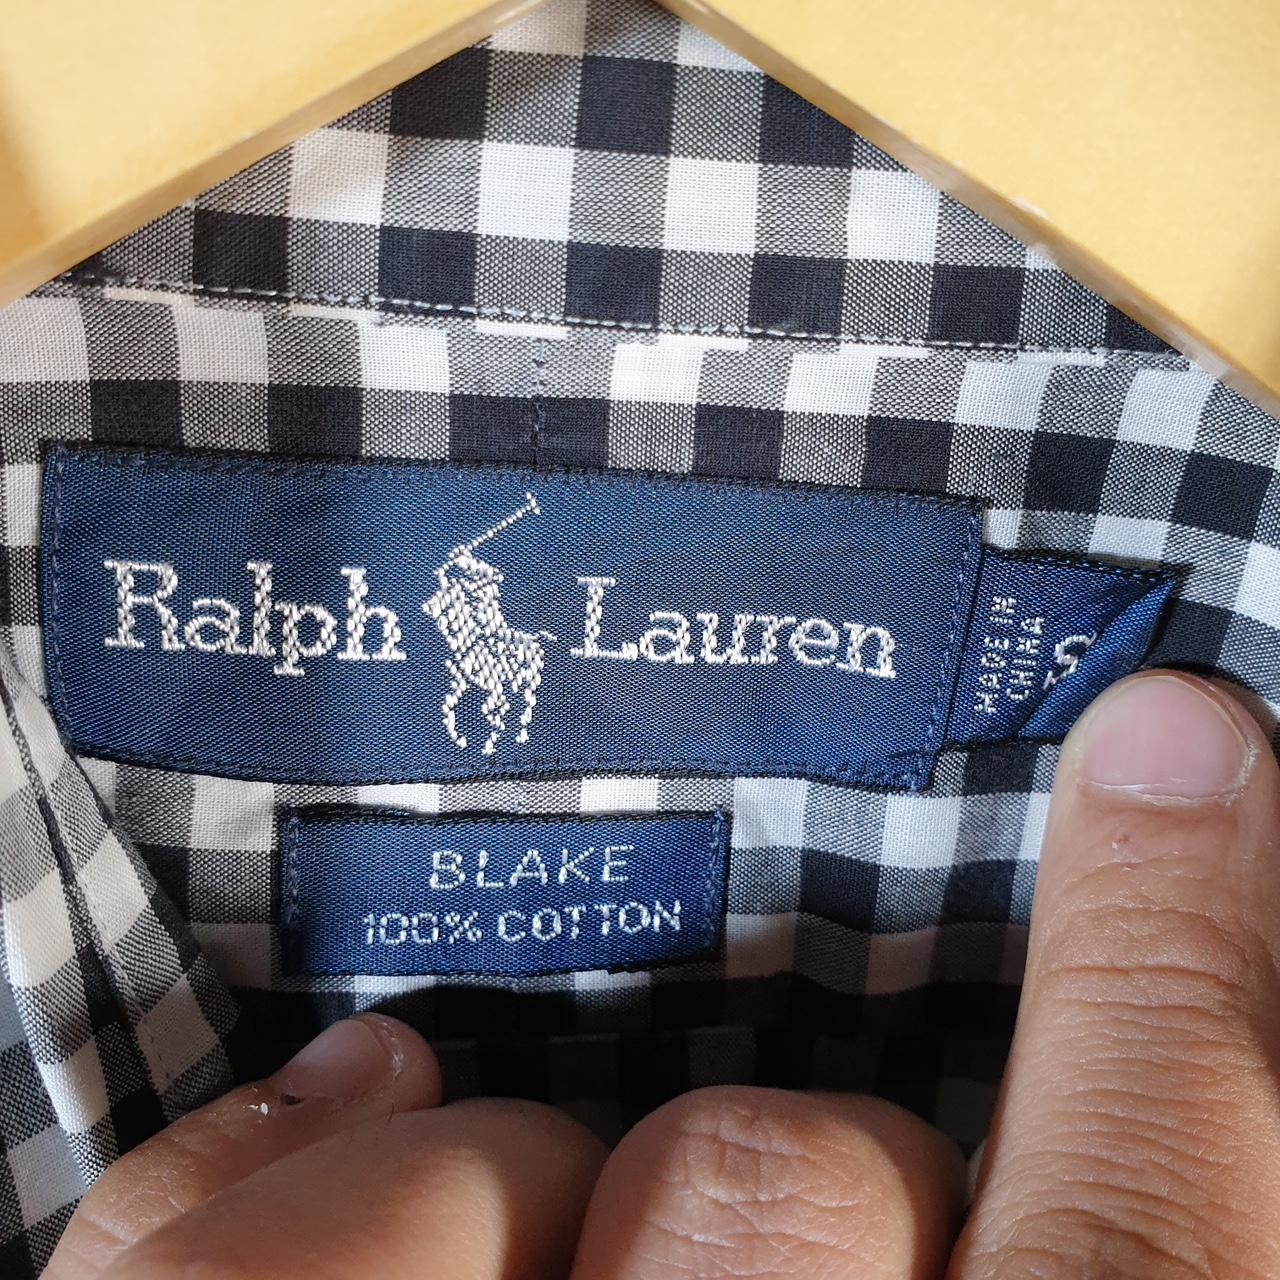 Ralph Lauren
MADE IN
CHINA
BLAKE
100% COTTON